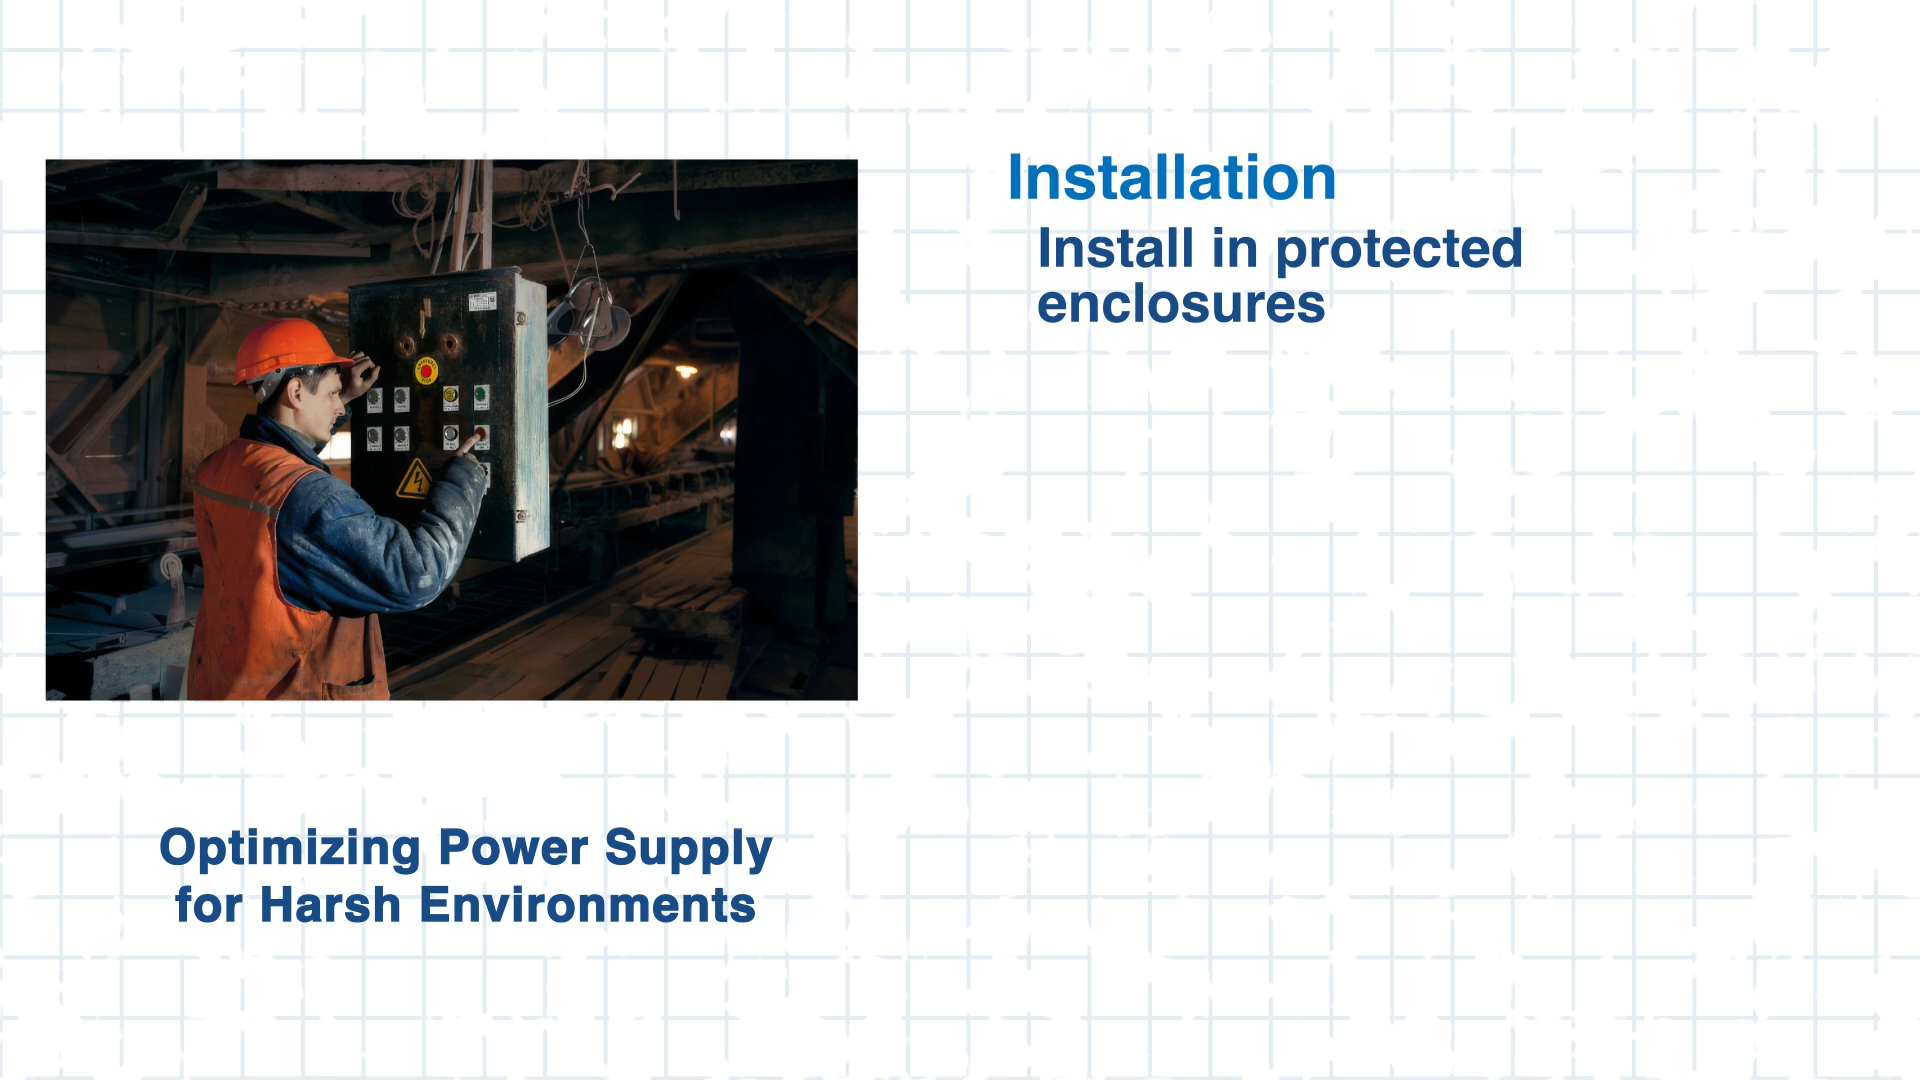 Installation
Install in protected
enclosures
Optimizing Power Supply
for Harsh Environments